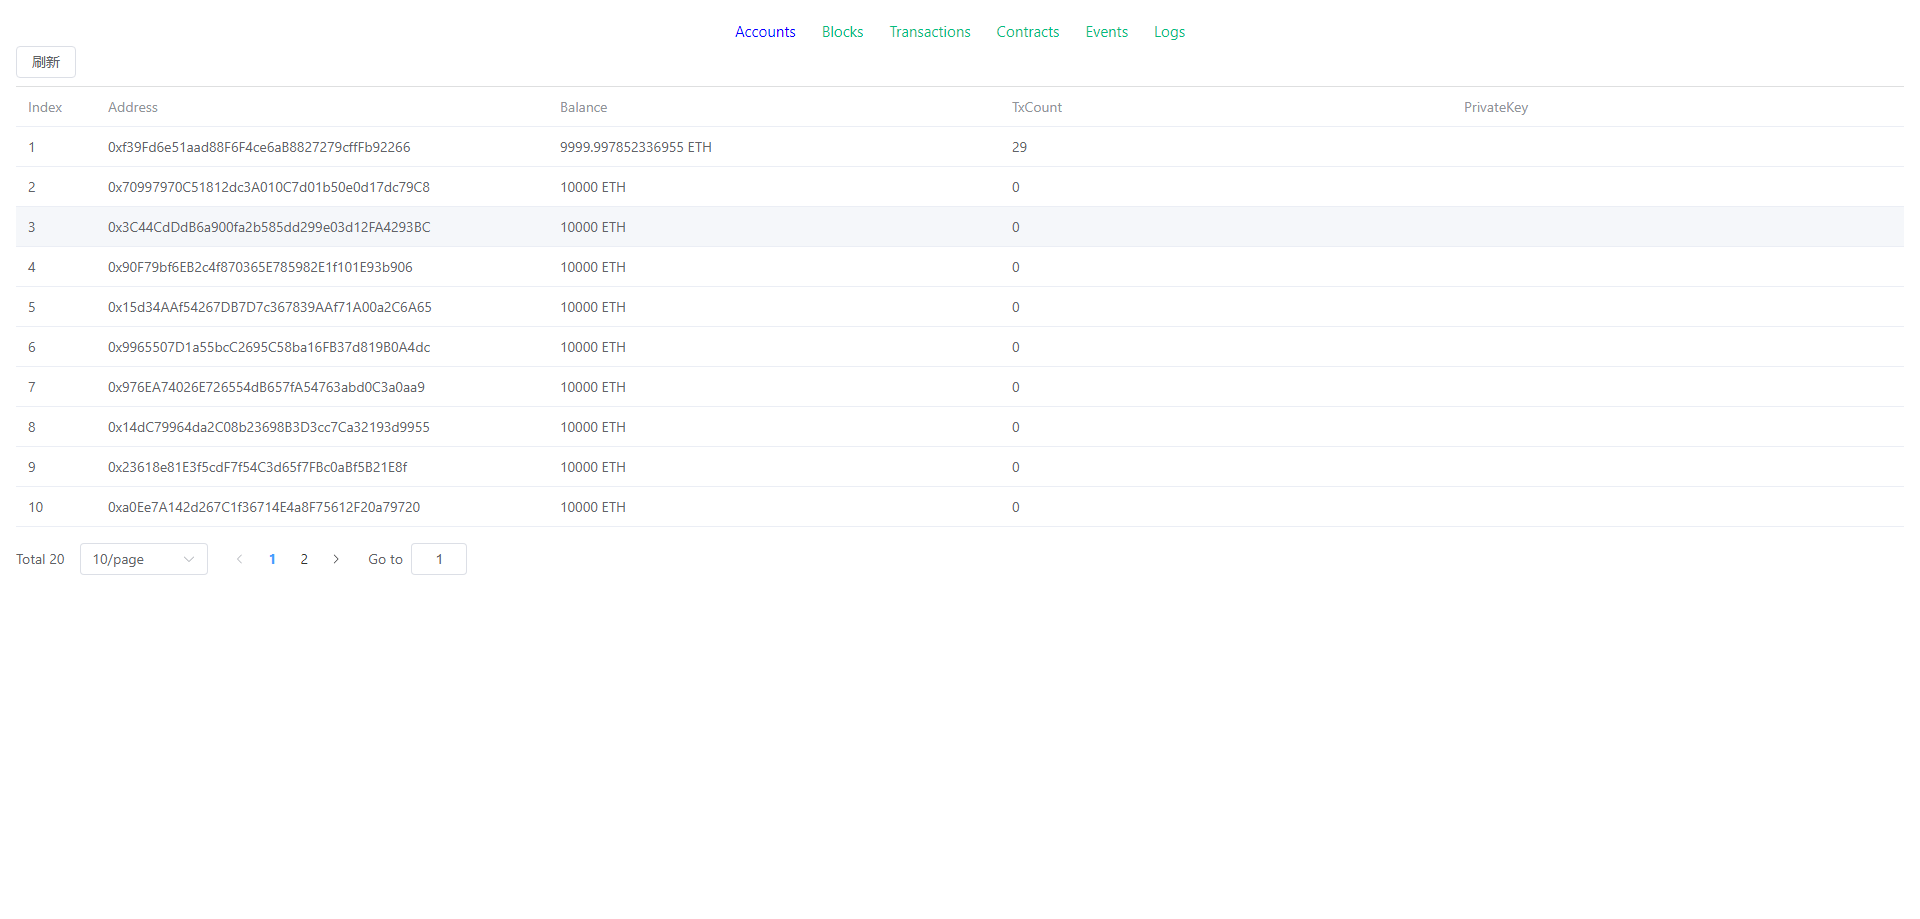 Accounts Blocks Transactions Contracts Events Logs
刷新
Index Address Balance TxCount PrivateKey
1 0xf39Fd6e51aad88F6F4ce6aB8827279cffFb92266 9999.997852336955 ETH 29
2 0x70997970C51812dc3A010C7d01b50e0d17dc79C8 10000 ETH 0
3 0x3C44CdDdB6a900fa2b585dd299e03d12FA4293BC 10000 ETH 0
4 0x90F79bf6EB2c4f870365E785982E1f101E93b906 10000 ETH 0
5 0x15d34AAf54267DB7D7c367839AAf71A00a2C6A65 10000 ETH 0
6 0x9965507D1a55bcC2695C58ba16FB37d819B0A4dc 10000 ETH 0
7 0x976EA74026E726554dB657fA54763abd0C3a0aa9 10000 ETH 0
8 0x14dC79964da2C08b23698B3D3cc7Ca32193d9955 10000 ETH 0
9 0x23618e81E3f5cdF7f54C3d65f7FBc0aBf5B21E8f 10000 ETH 0
10 0xa0Ee7A142d267C1f36714E4a8F75612F20a79720 10000 ETH 0
Total 20 10/page 1 2 Go to 1